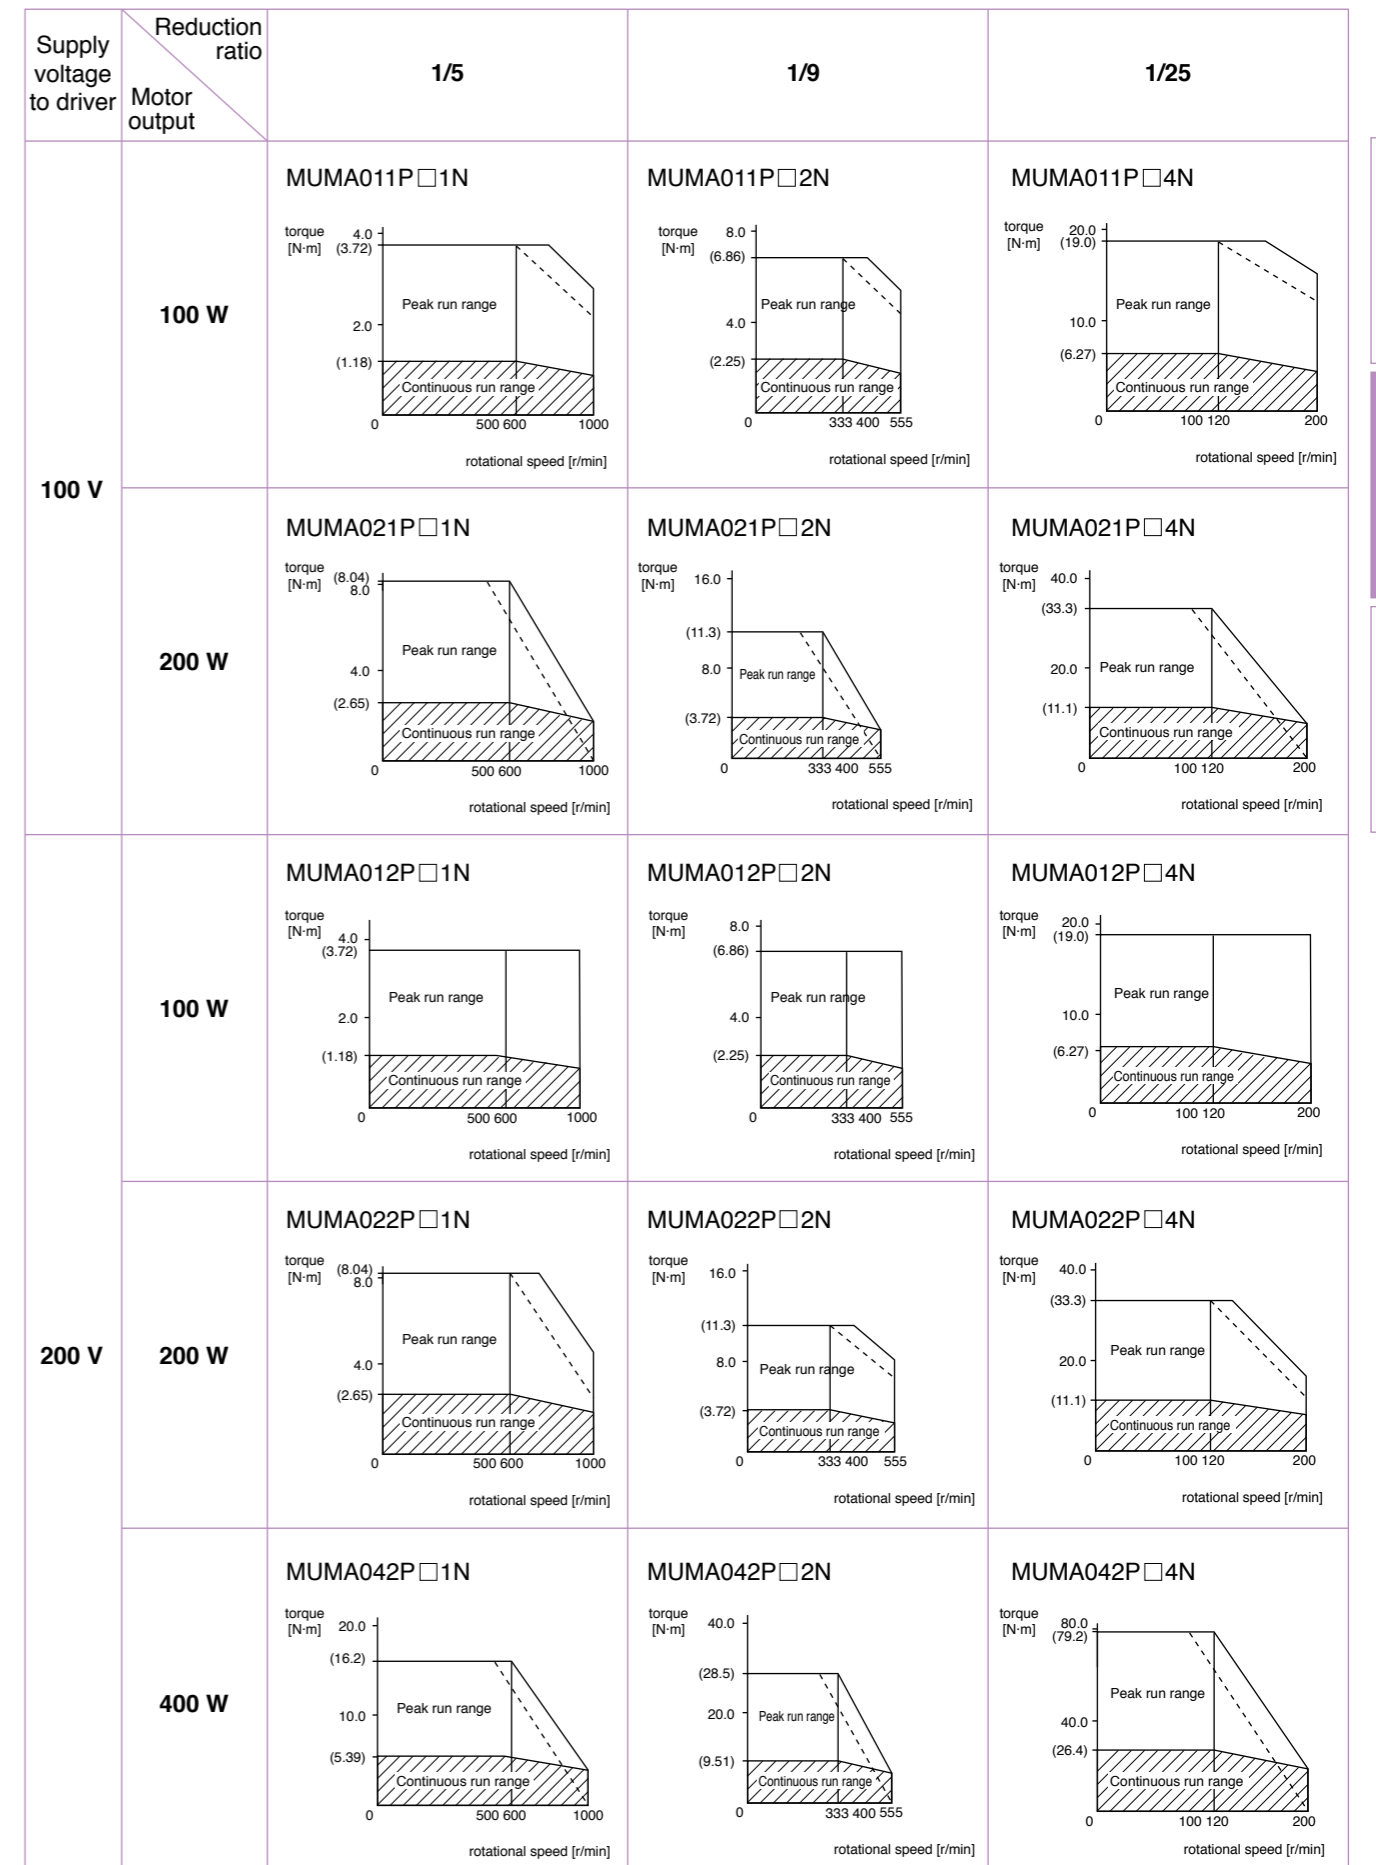 Supply voltage to driver
Reduction ratio
Motor output
1/5
1/9
1/25
100 V
100 W
MUMA011P□1N
torque
[N·m]
4.0
(3.72)
2.0
(1.18)
Peak run range
Continuous run range
0
500 600
1000
rotational speed [r/min]
MUMA011P□2N
torque
[N·m]
8.0
(6.86)
4.0
(2.25)
Peak run range
Continuous run range
0
333 400
555
rotational speed [r/min]
MUMA011P□4N
torque
[N·m]
20.0
(19.0)
10.0
(6.27)
Peak run range
Continuous run range
0
100 120
200
rotational speed [r/min]
200 W
MUMA021P□1N
torque
[N·m]
(8.04)
8.0
4.0
(2.65)
Peak run range
Continuous run range
0
500 600
1000
rotational speed [r/min]
MUMA021P□2N
torque
[N·m]
16.0
(11.3)
8.0
(3.72)
Peak run range
Continuous run range
0
333 400
555
rotational speed [r/min]
MUMA021P□4N
torque
[N·m]
40.0
(33.3)
20.0
(11.1)
Peak run range
Continuous run range
0
100 120
200
rotational speed [r/min]
200 V
100 W
MUMA012P□1N
torque
[N·m]
4.0
(3.72)
2.0
(1.18)
Peak run range
Continuous run range
0
500 600
1000
rotational speed [r/min]
MUMA012P□2N
torque
[N·m]
8.0
(6.86)
4.0
(2.25)
Peak run range
Continuous run range
0
333 400
555
rotational speed [r/min]
MUMA012P□4N
torque
[N·m]
20.0
(19.0)
10.0
(6.27)
Peak run range
Continuous run range
0
100 120
200
rotational speed [r/min]
200 W
MUMA022P□1N
torque
[N·m]
(8.04)
8.0
4.0
(2.65)
Peak run range
Continuous run range
0
500 600
1000
rotational speed [r/min]
MUMA022P□2N
torque
[N·m]
16.0
(11.3)
8.0
(3.72)
Peak run range
Continuous run range
0
333 400
555
rotational speed [r/min]
MUMA022P□4N
torque
[N·m]
40.0
(33.3)
20.0
(11.1)
Peak run range
Continuous run range
0
100 120
200
rotational speed [r/min]
400 W
MUMA042P□1N
torque
[N·m]
20.0
(16.2)
10.0
(5.39)
Peak run range
Continuous run range
0
500 600
1000
rotational speed [r/min]
MUMA042P□2N
torque
[N·m]
40.0
(28.5)
20.0
(9.51)
Peak run range
Continuous run range
0
333 400 555
rotational speed [r/min]
MUMA042P□4N
torque
[N·m]
80.0
(79.2)
40.0
(26.4)
Peak run range
Continuous run range
0
100 120
200
rotational speed [r/min]